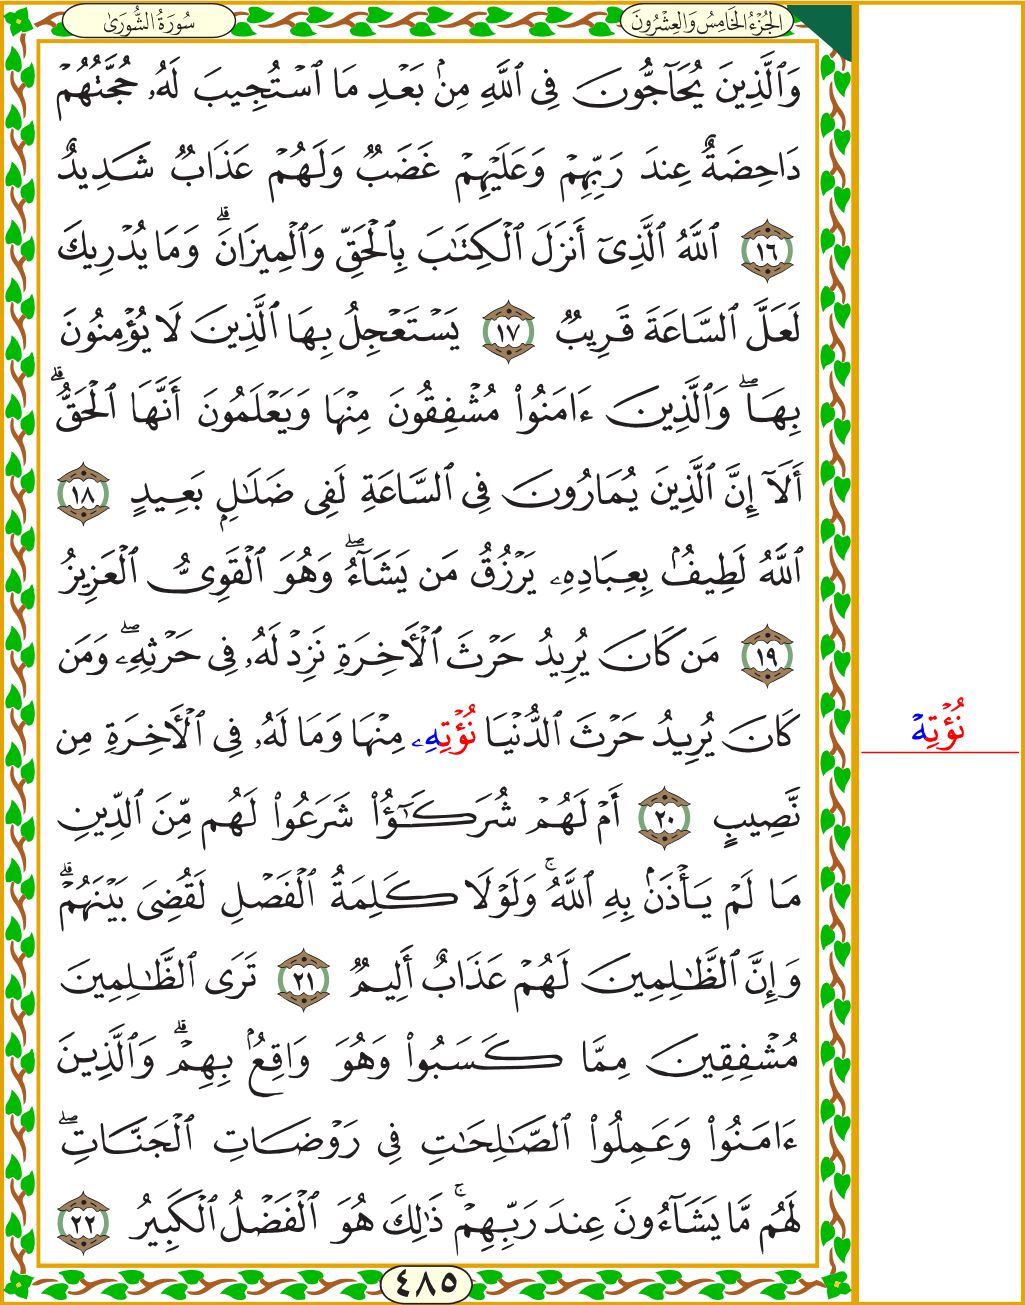 الجُزْءُ الخَامِسُ وَالعِشْرُونَ
سُورَةُ الشُّورَىٰ
وَٱلَّذِينَ يُحَآجُّونَ فِى ٱللَّهِ مِنۢ بَعْدِ مَا ٱسْتُجِيبَ لَهُۥ حُجَّتُهُمْ
دَاحِضَةٌ عِندَ رَبِّهِمْ وَعَلَيْهِمْ غَضَبٌ وَلَهُمْ عَذَابٌ شَدِيدٌ
١٦ ٱللَّهُ ٱلَّذِىٓ أَنزَلَ ٱلْكِتَٰبَ بِٱلْحَقِّ وَٱلْمِيزَانَ ۗ وَمَا يُدْرِيكَ
لَعَلَّ ٱلسَّاعَةَ قَرِيبٌ ١٧ يَسْتَعْجِلُ بِهَا ٱلَّذِينَ لَا يُؤْمِنُونَ
بِهَا ۖ وَٱلَّذِينَ ءَامَنُوا۟ مُشْفِقُونَ مِنْهَا وَيَعْلَمُونَ أَنَّهَا ٱلْحَقُّ ۗ
أَلَآ إِنَّ ٱلَّذِينَ يُمَارُونَ فِى ٱلسَّاعَةِ لَفِى ضَلَٰلٍۭ بَعِيدٍ ١٨
ٱللَّهُ لَطِيفٌۢ بِعِبَادِهِۦ يَرْزُقُ مَن يَشَآءُ ۖ وَهُوَ ٱلْقَوِىُّ ٱلْعَزِيزُ
١٩ مَن كَانَ يُرِيدُ حَرْثَ ٱلْأَخِرَةِ نَزِدْ لَهُۥ فِى حَرْثِهِۦ ۖ وَمَن
كَانَ يُرِيدُ حَرْثَ ٱلدُّنْيَا نُؤْتِهِۦ مِنْهَا وَمَا لَهُۥ فِى ٱلْأَخِرَةِ مِن
نَّصِيبٍ ٢٠ أَمْ لَهُمْ شُرَكَٰٓؤُا۟ شَرَعُوا۟ لَهُم مِّنَ ٱلدِّينِ
مَا لَمْ يَأْذَنۢ بِهِ ٱللَّهُ ۚ وَلَوْلَا كَلِمَةُ ٱلْفَصْلِ لَقُضِىَ بَيْنَهُمْ ۗ
وَإِنَّ ٱلظَّٰلِمِينَ لَهُمْ عَذَابٌ أَلِيمٌ ٢١ تَرَى ٱلظَّٰلِمِينَ
مُشْفِقِينَ مِمَّا كَسَبُوا۟ وَهُوَ وَاقِعٌۢ بِهِمْ ۗ وَٱلَّذِينَ
ءَامَنُوا۟ وَعَمِلُوا۟ ٱلصَّٰلِحَٰتِ فِى رَوْضَاتِ ٱلْجَنَّاتِ ۖ
لَهُم مَّا يَشَآءُونَ عِندَ رَبِّهِمْ ۚ ذَٰلِكَ هُوَ ٱلْفَضْلُ ٱلْكَبِيرُ ٢٢
نُؤْتِهْ
٤٨٥